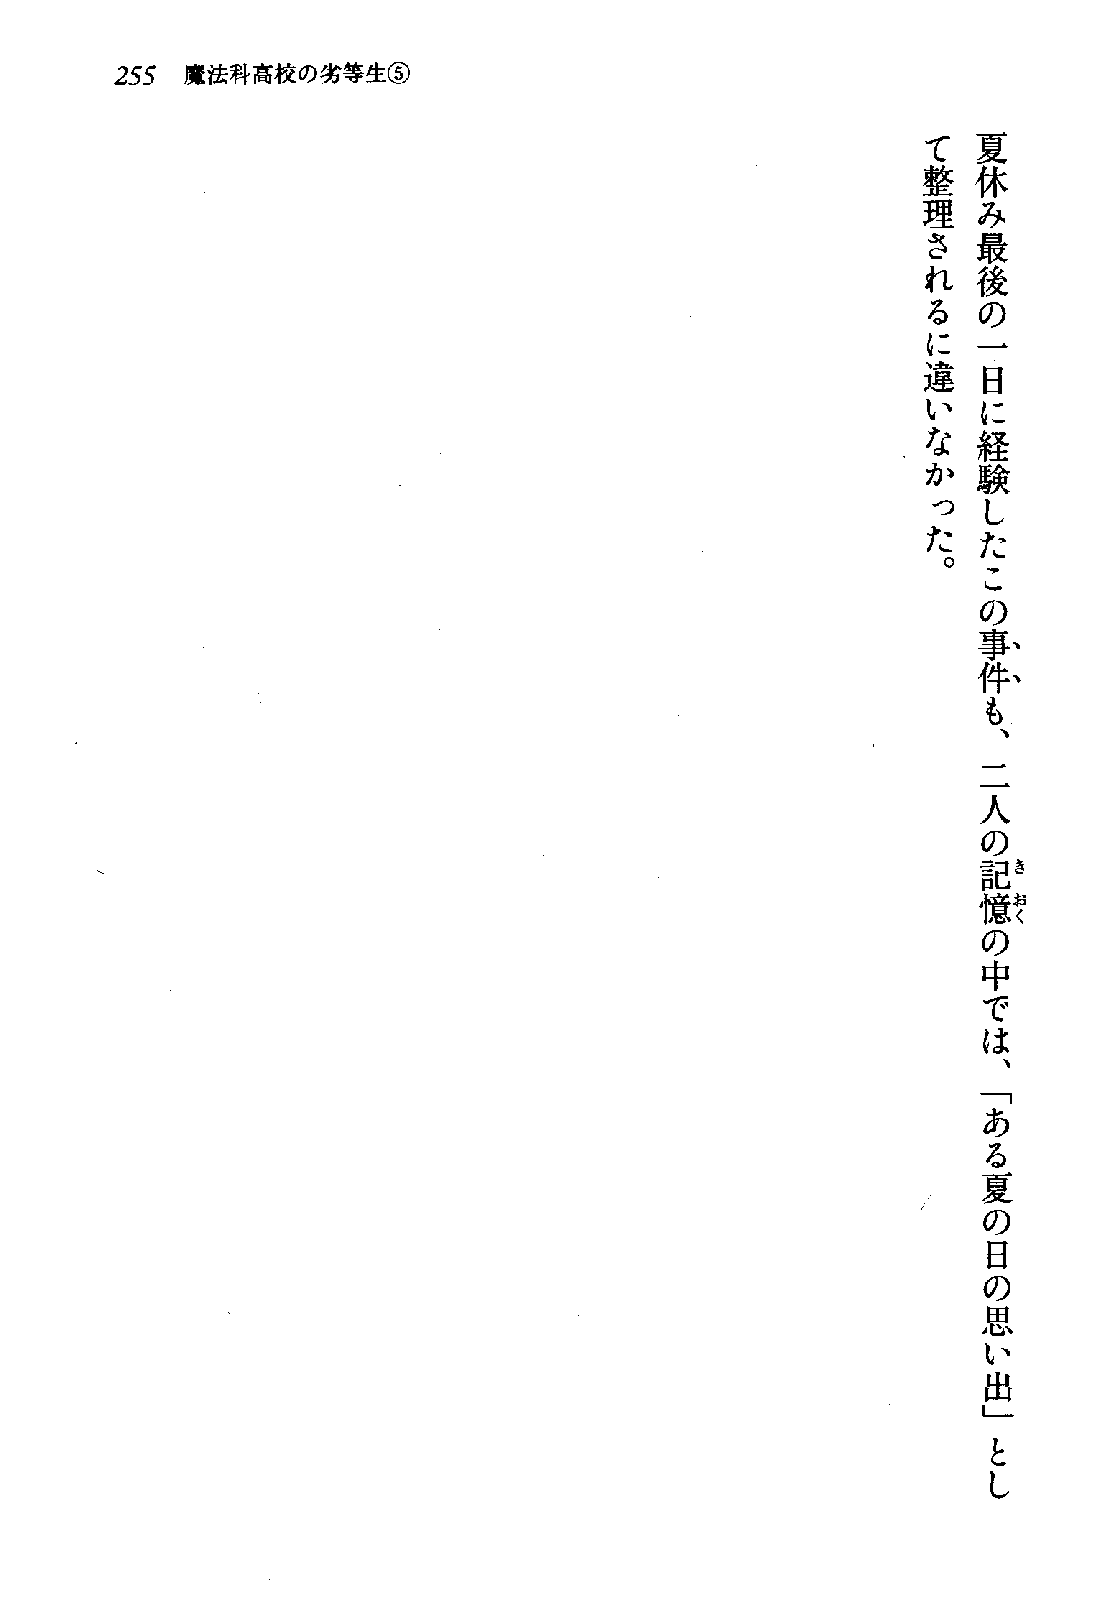 255 魔法科高校の劣等生⑤
夏休み最後の一日に経験したこの事件も、二人の記憶の中では、「ある夏の日の思い出」とし
て整理されるに違いなかった。